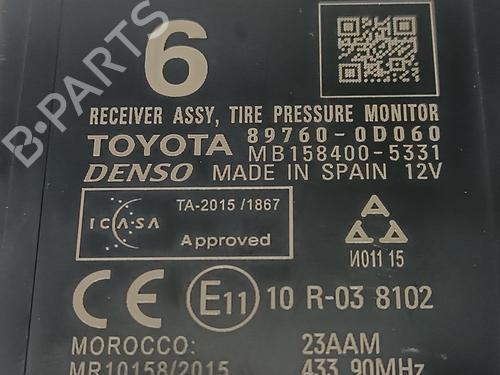 6
RECEIVER ASSY, TIRE PRESSURE MONITOR
TOYOTA 89760-0D060
MB158400-5331
DENSO MADE IN SPAIN 12V
ICASA
TA-2015 /1867
Approved
И011 15
CE E11 10 R-03 8102
MOROCCO: 23AAM
MR10158/2015 433.90MHz
B-PARTS